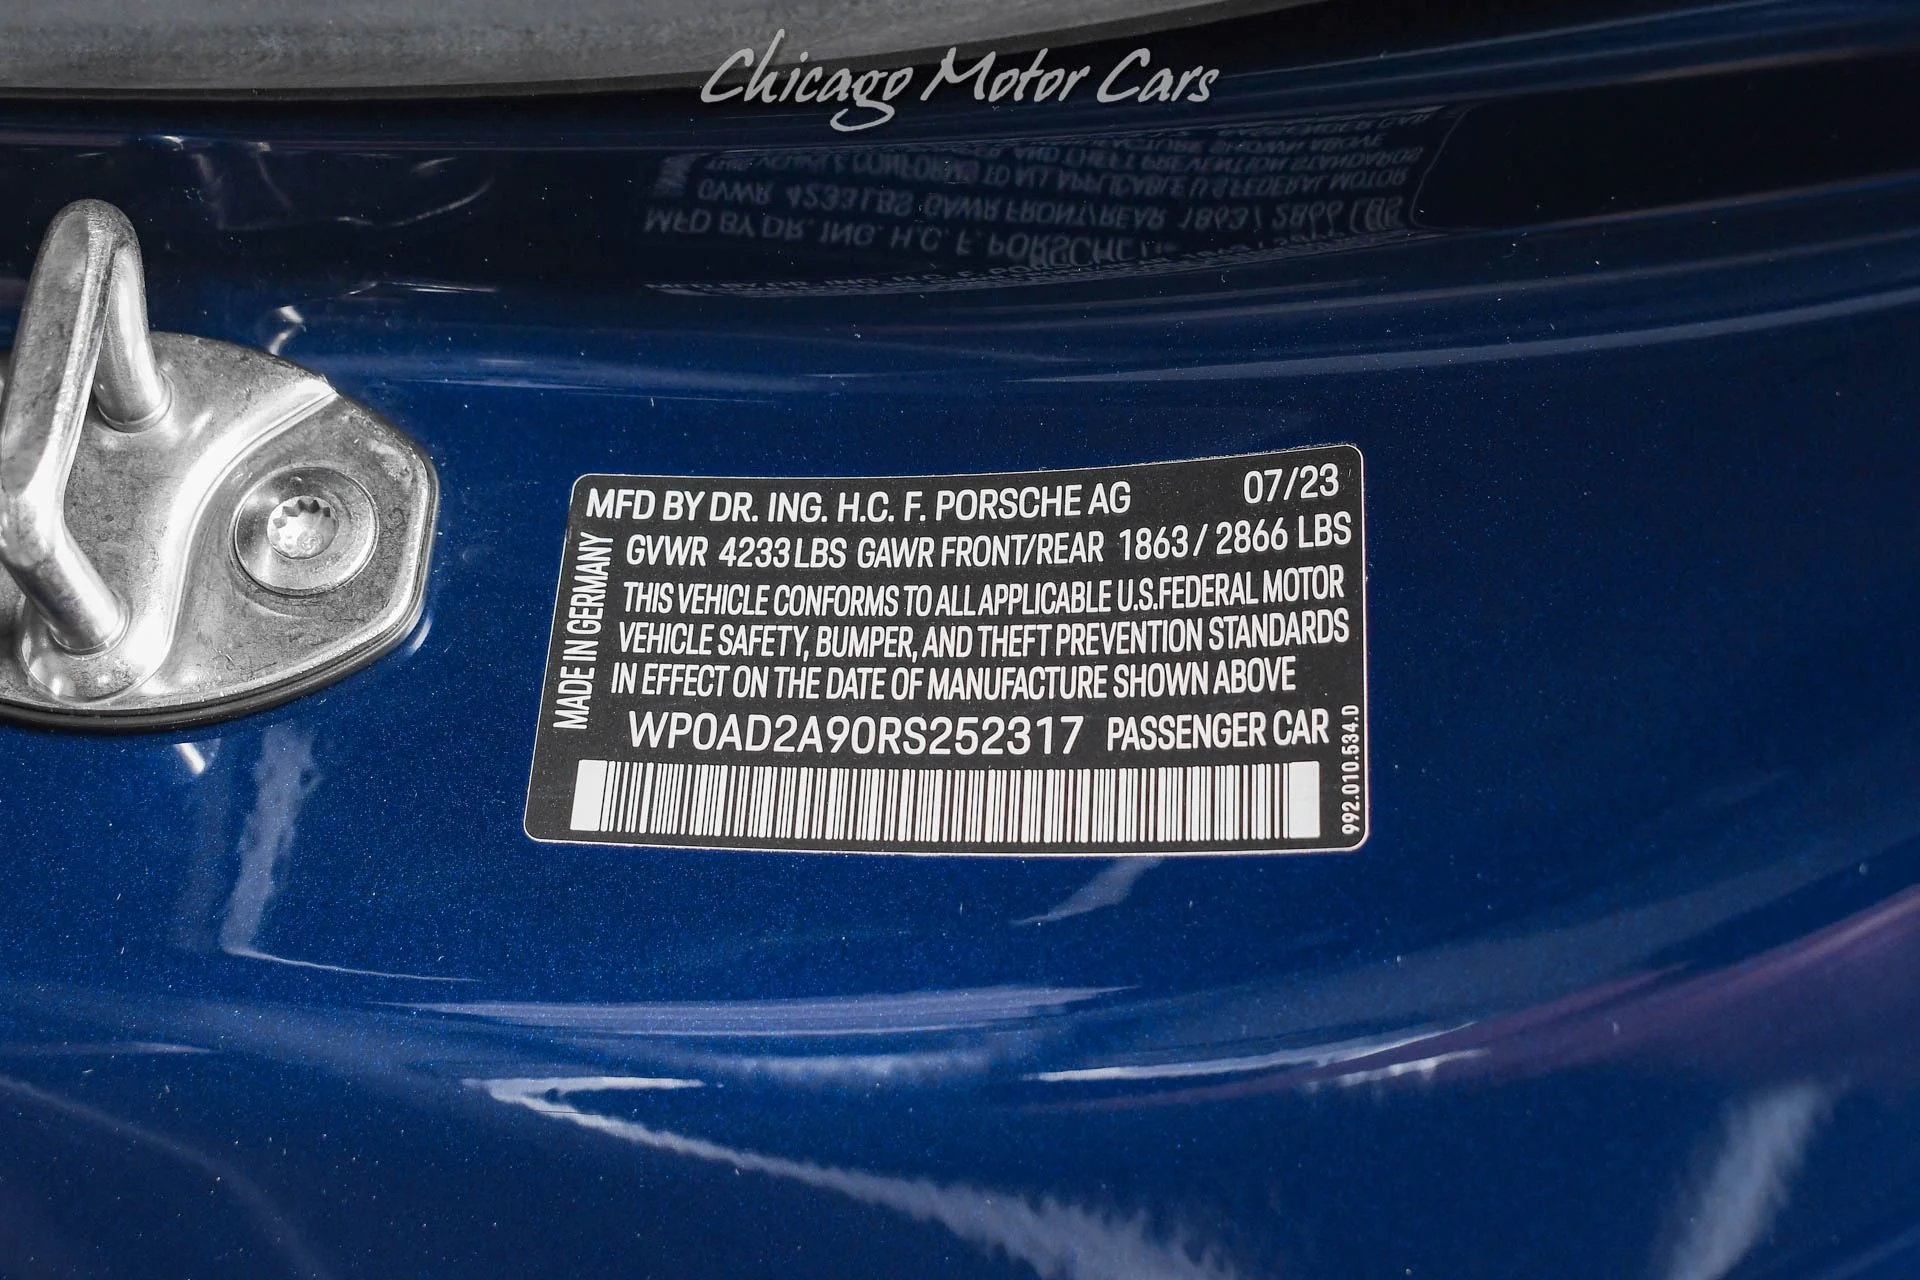 Chicago Motor Cars
MFD BY DR. ING. H.C. F. PORSCHE AG 07/23
GVWR 4233 LBS GAWR FRONT/REAR 1863 / 2866 LBS
THIS VEHICLE CONFORMS TO ALL APPLICABLE U.S.FEDERAL MOTOR
VEHICLE SAFETY, BUMPER, AND THEFT PREVENTION STANDARDS
IN EFFECT ON THE DATE OF MANUFACTURE SHOWN ABOVE
WP0AD2A90RS252317 PASSENGER CAR
MADE IN GERMANY
992.010.534.0